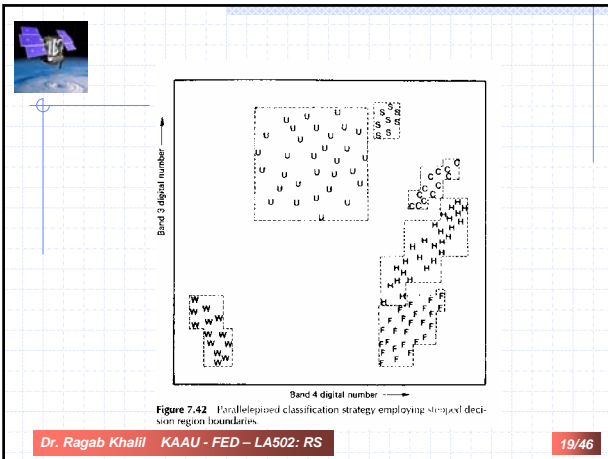 Band 3 digital number
S
S S
S S
S S
U U
U U U
U U U
U U U U
U U U U
U U U U
U U U
U U U U
U
C
C C
C C
C C
C
C C
H
H H
H H
H H
H H
H H
H H
H H
H H
H H
H H
H
F
F F
F F F
F F F
F F F F
F F F
F F
W
W W
W W W
W W
W W
W
W W
Band 4 digital number
Figure 7.42 Parallelepiped classification strategy employing stepped deci-
sion region boundaries.
Dr. Ragab Khalil KAAU - FED – LA502: RS
19/46